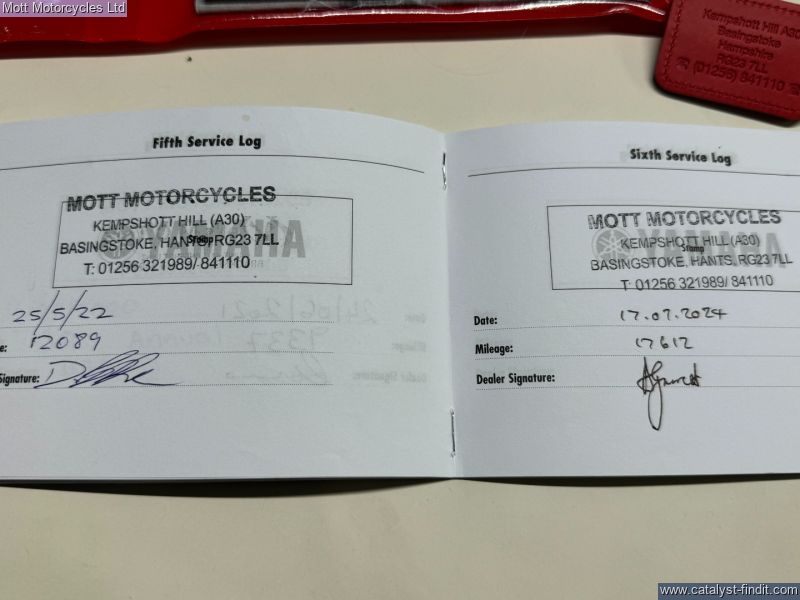 Mott Motorcycles Ltd
Kempshott Hill A30
Basingstoke
Hampshire
RG23 7LL
☎ (01256) 841110 ☎
Fifth Service Log
MOTT MOTORCYCLES
KEMPSHOTT HILL (A30)
Stamp
BASINGSTOKE, HANTS, RG23 7LL
T: 01256 321989/ 841110
YAMAHA
25/5/22
e: 12089
Signature:
Sixth Service Log
MOTT MOTORCYCLES
KEMPSHOTT HILL (A30)
Stamp
BASINGSTOKE, HANTS, RG23 7LL
T 01256 321989/ 841110
Date: 17.07.2024
Mileage: 17612
Dealer Signature:
www.catalyst-findit.com